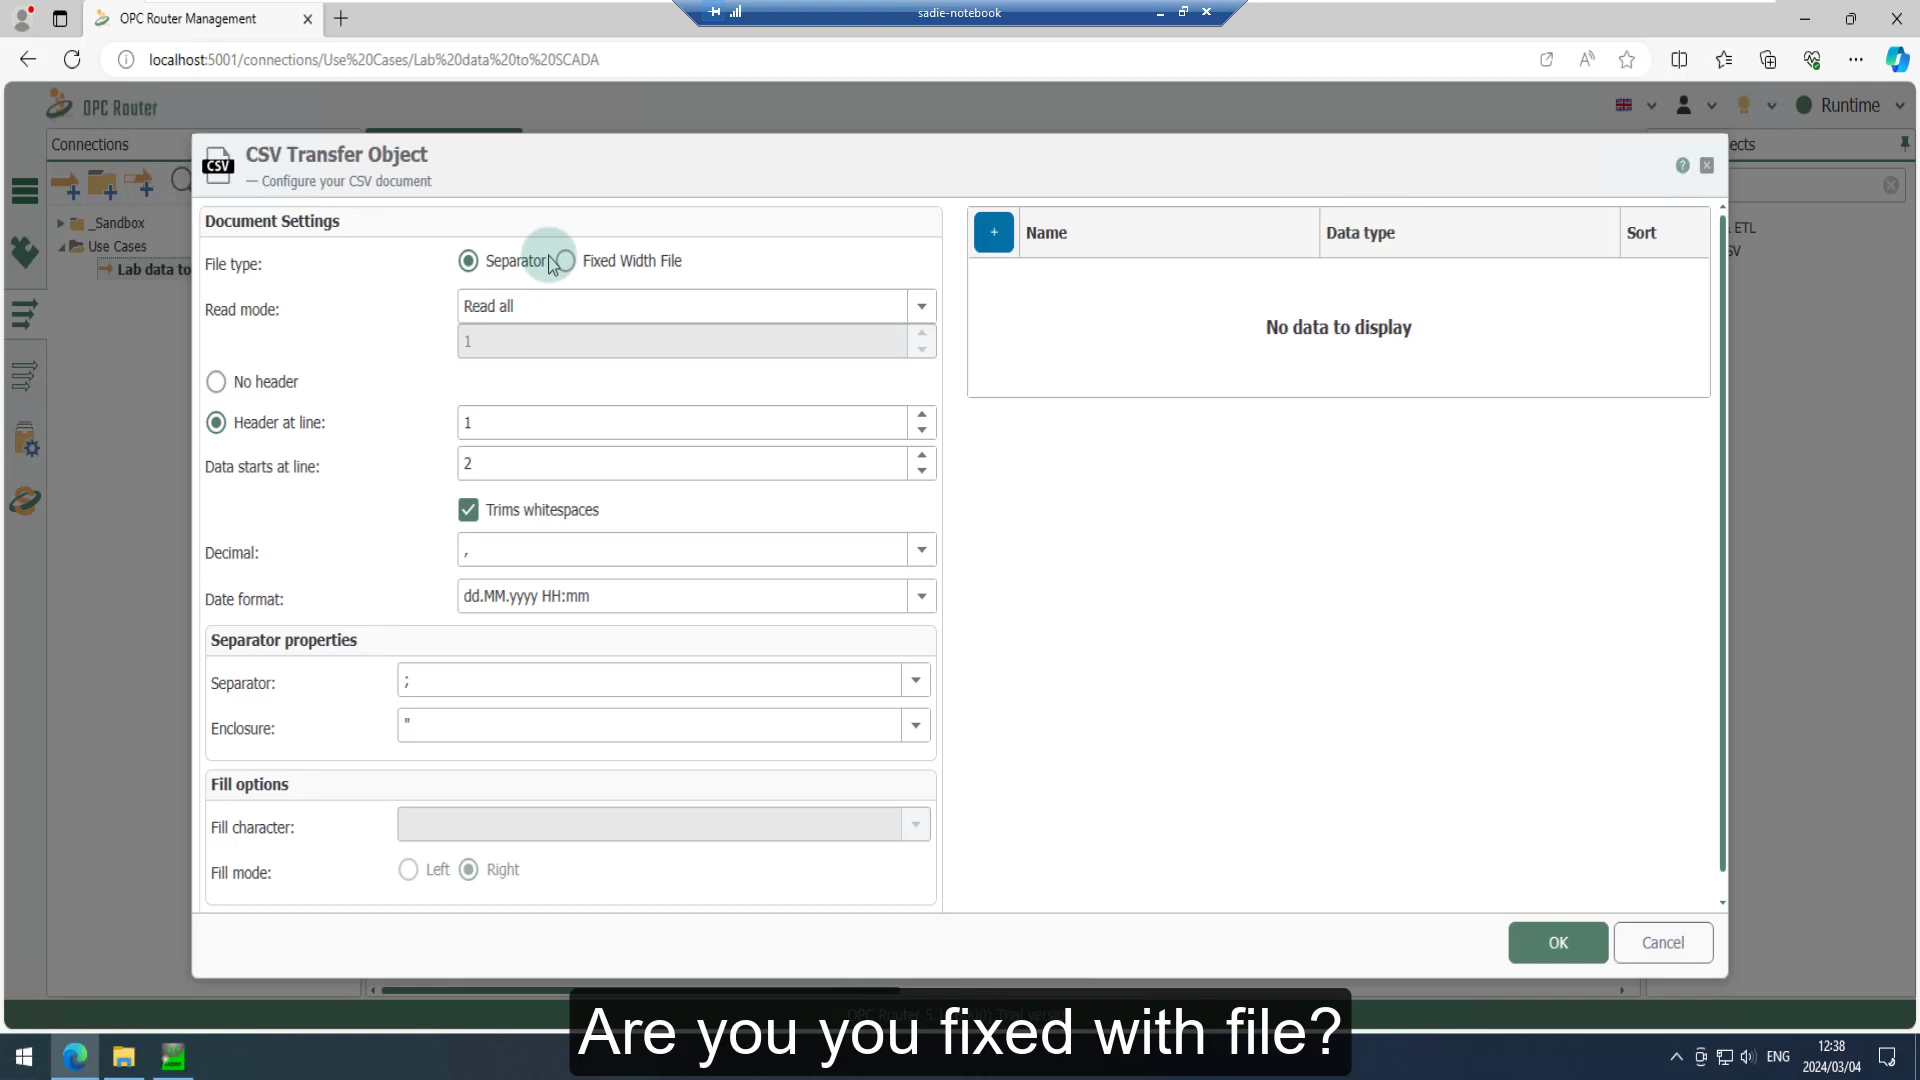 OPC Router Management
sadie-notebook
localhost:5001/connections/Use%20Cases/Lab%20data%20to%20SCADA
OPC Router
Runtime
Connections
ects
CSV Transfer Object
— Configure your CSV document
CSV
_Sandbox
Use Cases
Lab data to
ETL
SV
Document Settings
File type:
Separator
Fixed Width File
Read mode:
Read all
1
No header
Header at line:
1
Data starts at line:
2
Trims whitespaces
Decimal:
,
Date format:
dd.MM.yyyy HH:mm
Separator properties
Separator:
;
Enclosure:
"
Fill options
Fill character:
Fill mode:
Left
Right
+
Name
Data type
Sort
No data to display
OK
Cancel
Are you you fixed with file?
ENG
12:38
2024/03/04